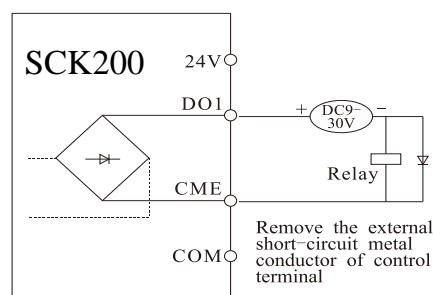 SCK200
24V
DO1
+ DC9- −
30V
Relay
CME
Remove the external
short-circuit metal
COM conductor of control
terminal